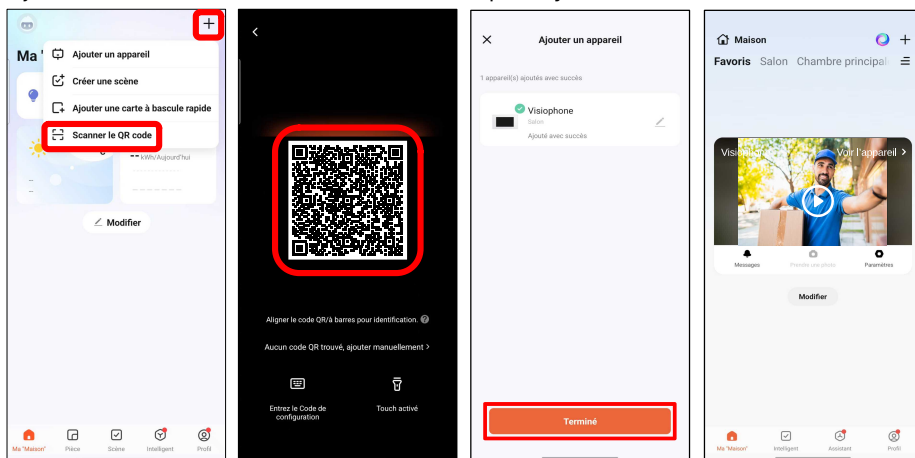 Ma "
Ajouter un appareil
Créer une scène
Ajouter une carte à bascule rapide
Scanner le QR code
kWh/Aujourd'hui
Modifier
Ma "Maison"
Pièce
Scène
Intelligent
Profil
Aligner le code QR/à barres pour identification.
Aucun code QR trouvé, ajouter manuellement >
Entrez le Code de
configuration
Touch activé
Ajouter un appareil
1 appareil(s) ajoutés avec succès
Visiophone
Salon
Ajouté avec succès
Terminé
Maison
Favoris Salon Chambre principal
Voir l'appareil >
Messages
Prendre une photo
Paramètres
Modifier
Ma "Maison"
Intelligent
Assistant
Profil